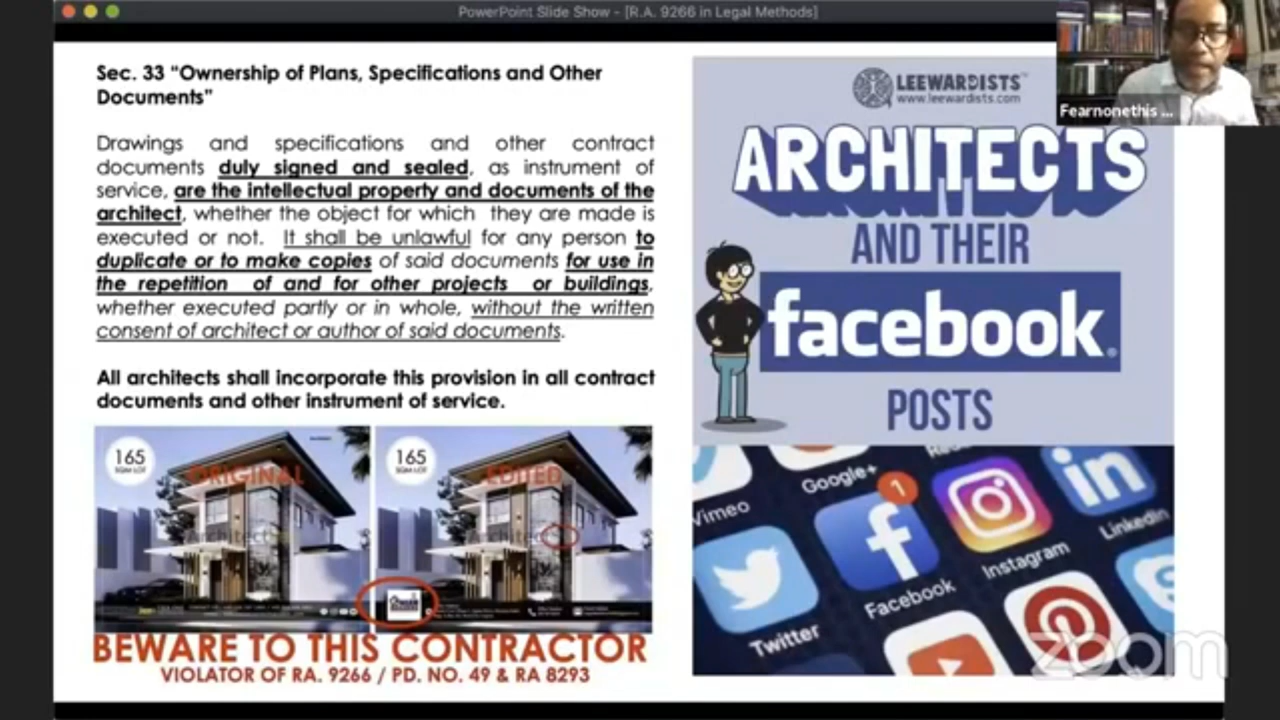 PowerPoint Slide Show - [R.A. 9266 in Legal Methods]
Sec. 33 “Ownership of Plans, Specifications and Other
Documents”
Drawings and specifications and other contract
documents duly signed and sealed, as instrument of
service, are the intellectual property and documents of the
architect, whether the object for which they are made is
executed or not. It shall be unlawful for any person to
duplicate or to make copies of said documents for use in
the repetition of and for other projects or buildings,
whether executed partly or in whole, without the written
consent of architect or author of said documents.
All architects shall incorporate this provision in all contract
documents and other instrument of service.
165
SQM LOT
ORIGINAL
Architect
165
SQM LOT
EDITED
Architect
BEWARE TO THIS CONTRACTOR
VIOLATOR OF RA. 9266 / PD. NO. 49 & RA 8293
LEEWARDISTS™
www.leewardists.com
ARCHITECTS
AND THEIR
facebook®
POSTS
Vimeo
Google+
1
Twitter
Facebook
Instagram
LinkedIn
Fearnonethis ...
zoom